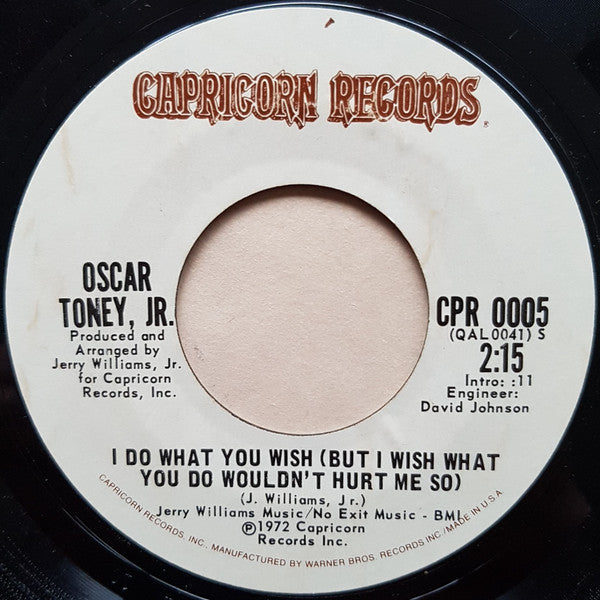 CAPRICORN RECORDS
OSCAR
TONEY, JR.
Produced and
Arranged by
Jerry Williams, Jr.
for Capricorn
Records, Inc.
CPR 0005
(QAL0041) S
2:15
Intro: :11
Engineer:
David Johnson
I DO WHAT YOU WISH (BUT I WISH WHAT
YOU DO WOULDN'T HURT ME SO)
(J. Williams, Jr.)
Jerry Williams Music/No Exit Music - BMI
Ⓟ1972 Capricorn
Records Inc.
CAPRICORN RECORDS, INC., MANUFACTURED BY WARNER BROS. RECORDS INC./MADE IN U.S.A.